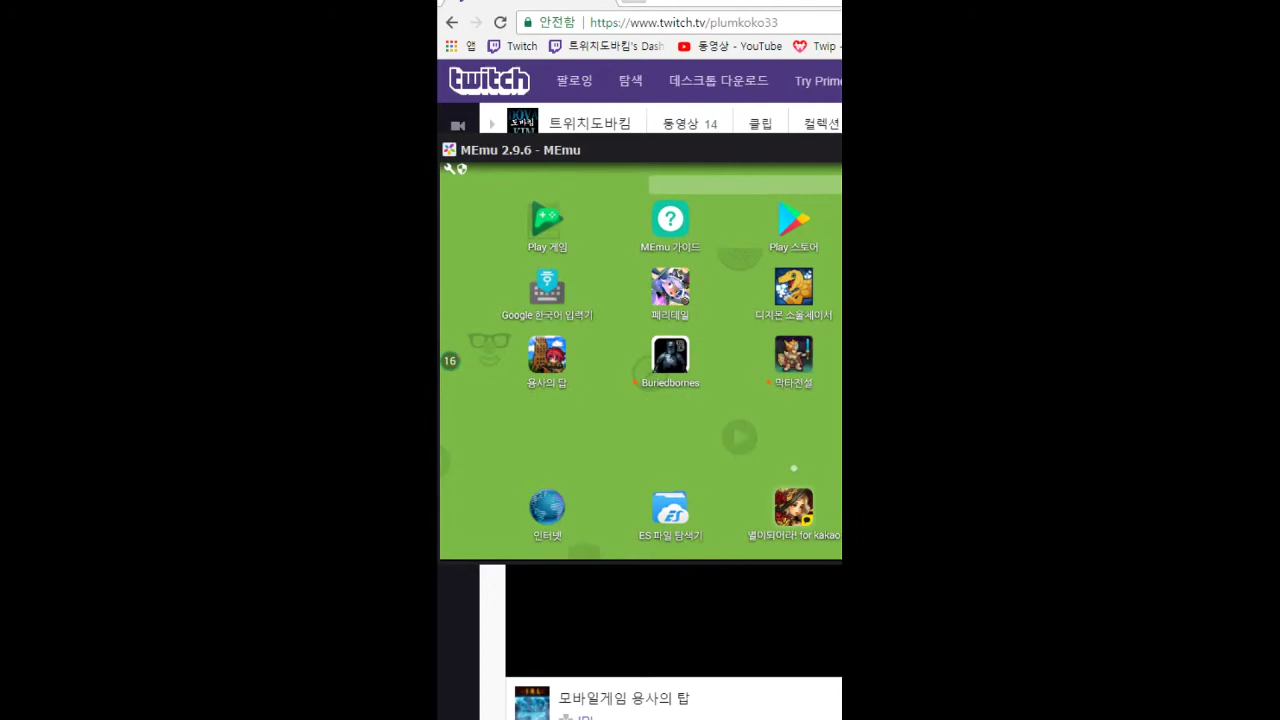 안전함 https://www.twitch.tv/plumkoko33
앱 Twitch 트위치도바킴's Dash 동영상 - YouTube Twip -
twitch 팔로잉 탐색 데스크톱 다운로드 Try Prime
도바킴 트위치도바킴 동영상 14 클립 컬렉션
MEmu 2.9.6 - MEmu
Play 게임 MEmu 가이드 Play 스토어
Google 한국어 입력기 페리테일 디지몬 소울체이서
16
용사의 탑 Buriedbornes 막타전설
인터넷 ES 파일 탐색기 별이되어라! for kakao
모바일게임 용사의 탑